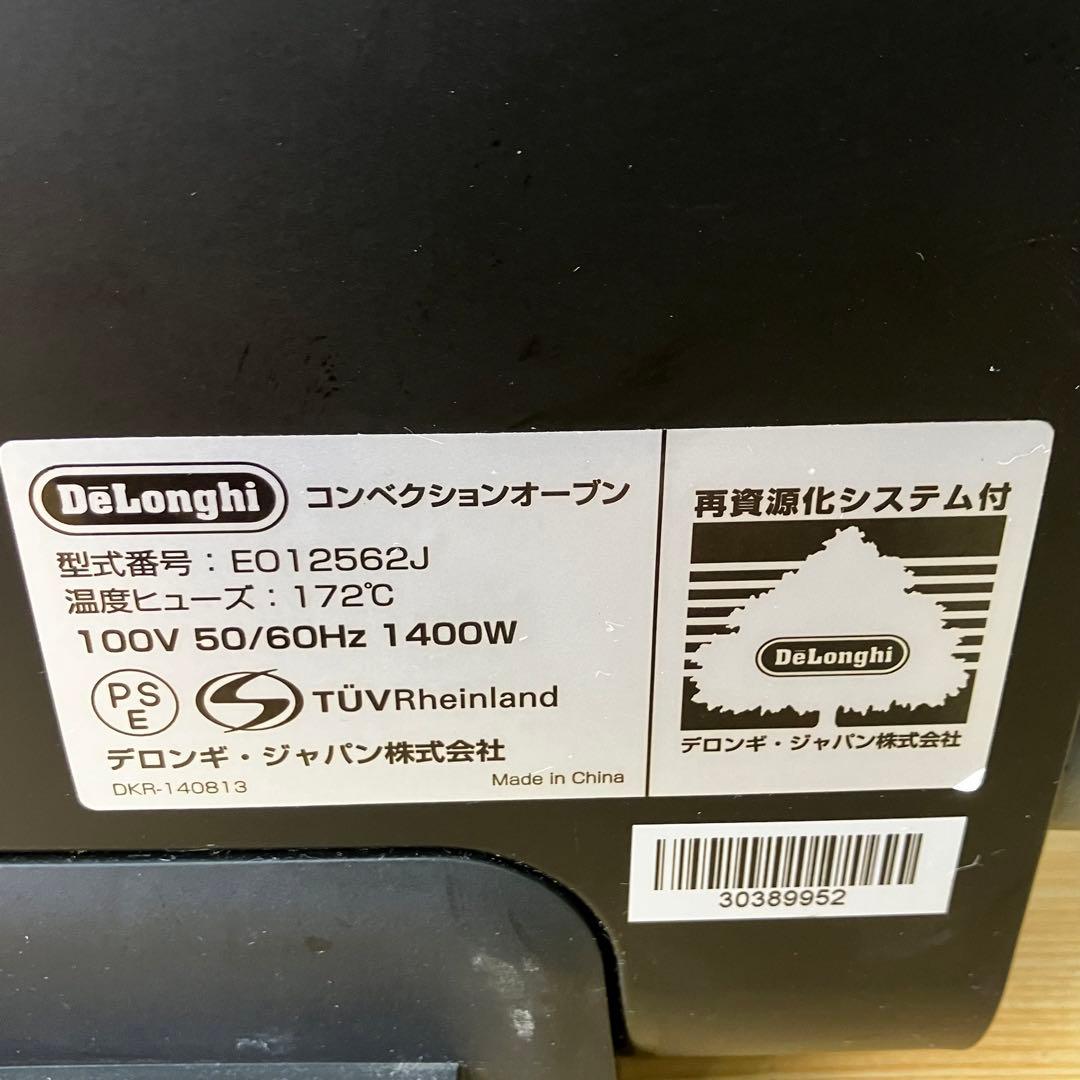 DēLonghi コンベクションオーブン
型式番号：EO12562J
温度ヒューズ：172℃
100V 50/60Hz 1400W
PSE TÜVRheinland
デロンギ・ジャパン株式会社
DKR-140813 Made in China
再資源化システム付
DēLonghi
デロンギ・ジャパン株式会社
30389952